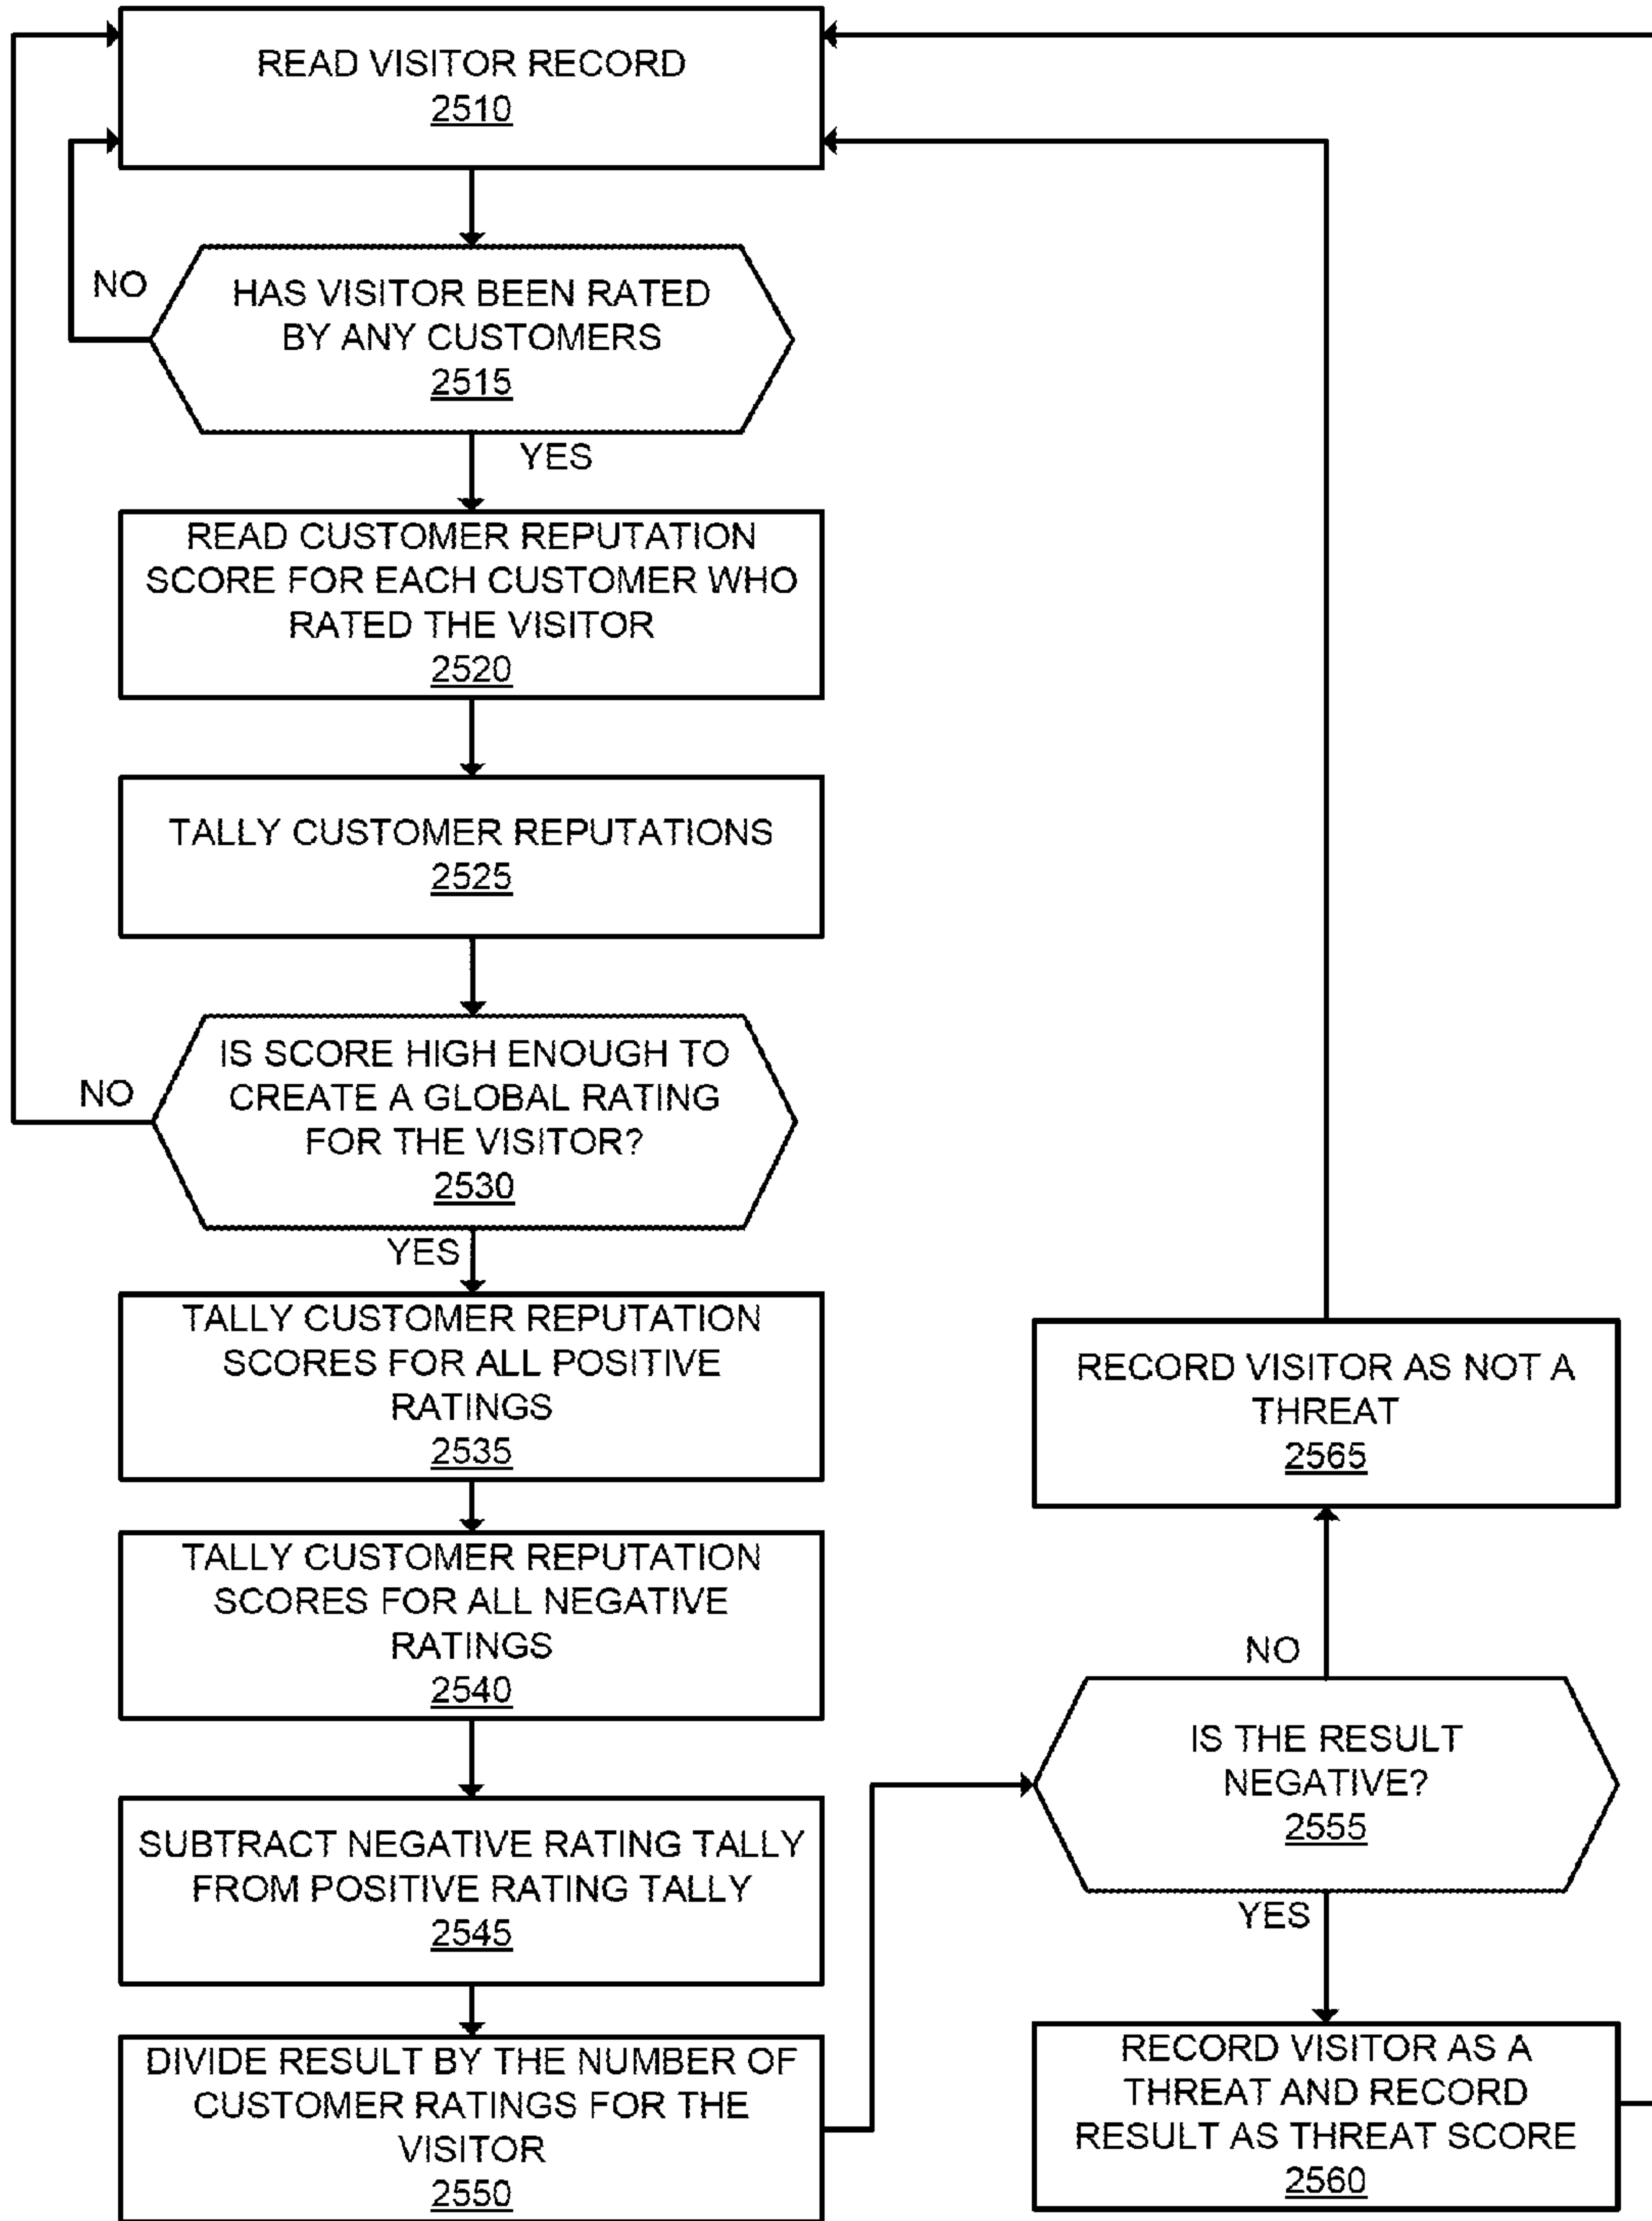 READ VISITOR RECORD
2510
NO
HAS VISITOR BEEN RATED
BY ANY CUSTOMERS
2515
YES
READ CUSTOMER REPUTATION
SCORE FOR EACH CUSTOMER WHO
RATED THE VISITOR
2520
TALLY CUSTOMER REPUTATIONS
2525
IS SCORE HIGH ENOUGH TO
CREATE A GLOBAL RATING
FOR THE VISITOR?
2530
NO
YES
TALLY CUSTOMER REPUTATION
SCORES FOR ALL POSITIVE
RATINGS
2535
TALLY CUSTOMER REPUTATION
SCORES FOR ALL NEGATIVE
RATINGS
2540
SUBTRACT NEGATIVE RATING TALLY
FROM POSITIVE RATING TALLY
2545
DIVIDE RESULT BY THE NUMBER OF
CUSTOMER RATINGS FOR THE
VISITOR
2550
RECORD VISITOR AS NOT A
THREAT
2565
NO
IS THE RESULT
NEGATIVE?
2555
YES
RECORD VISITOR AS A
THREAT AND RECORD
RESULT AS THREAT SCORE
2560